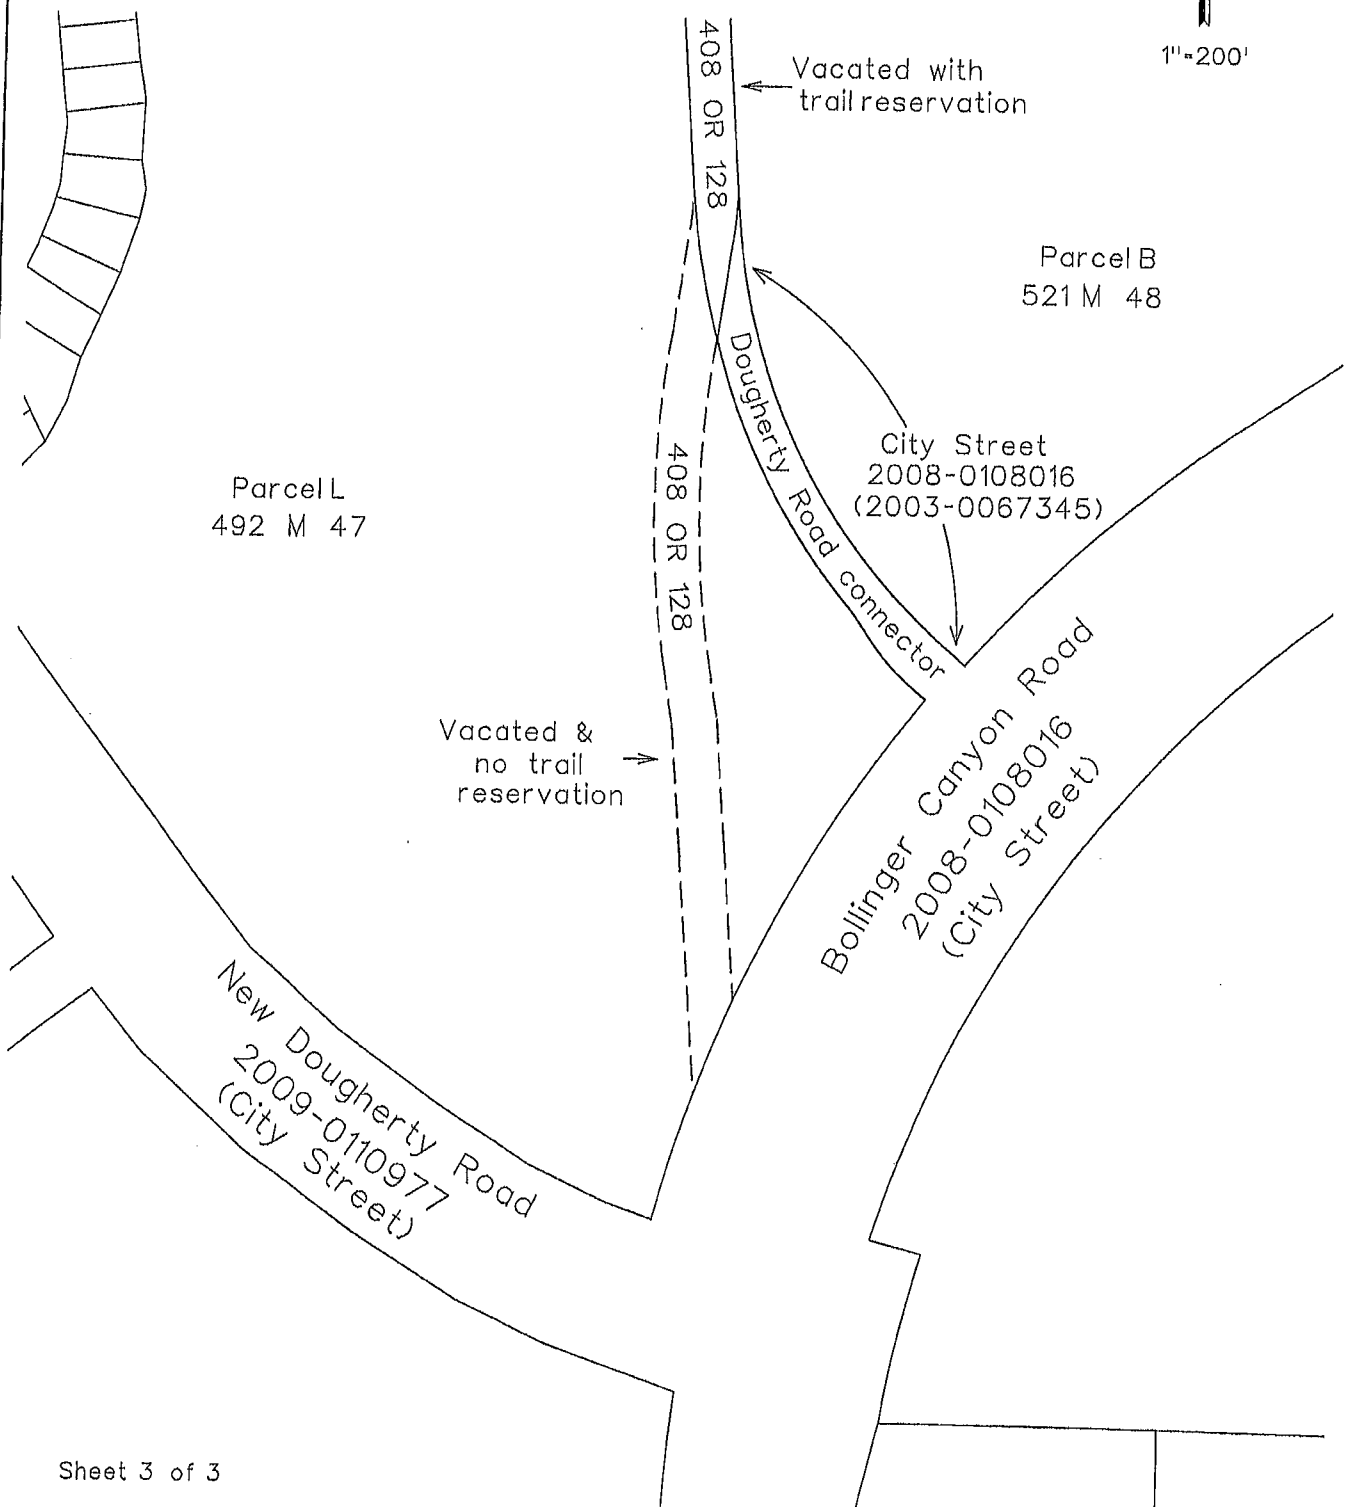 1"=200'
408 OR 128
Vacated with
trail reservation
Parcel B
521 M 48
Dougherty Road connector
City Street
2008-0108016
(2003-0067345)
Parcel L
492 M 47
408 OR 128
Vacated &
no trail
reservation
Bollinger Canyon Road
2008-0108016
(City Street)
New Dougherty Road
2009-0110977
(City Street)
Sheet 3 of 3